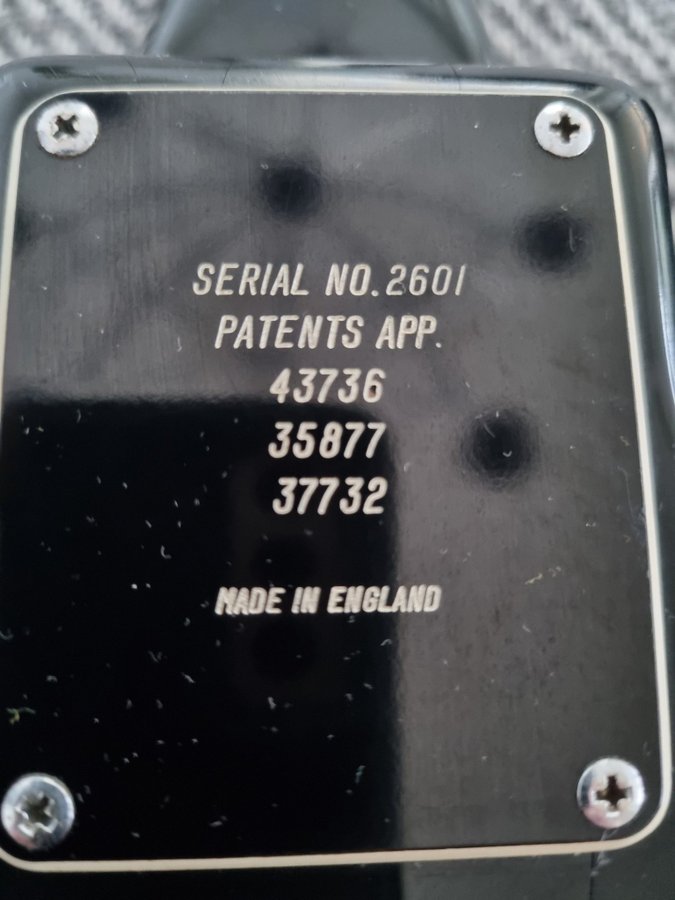 SERIAL NO. 2601
PATENTS APP.
43736
35877
37732
MADE IN ENGLAND